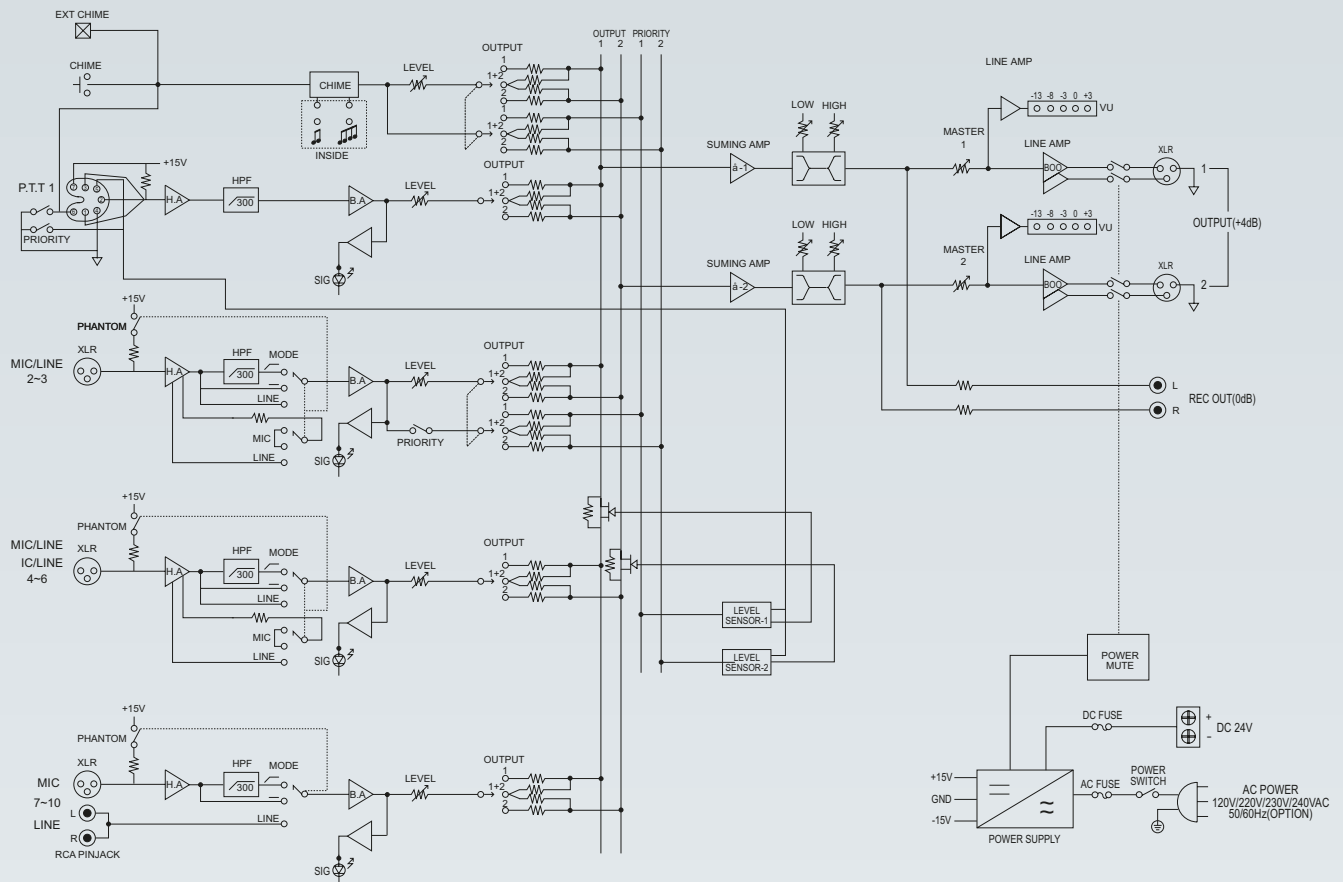 EXT CHIME
CHIME
CHIME
INSIDE
LEVEL
OUTPUT
1
1+2
2
1
1+2
2
OUTPUT PRIORITY
1 2 1 2
P.T.T 1
+15V
PRIORITY
H.A
HPF
300
B.A
LEVEL
SIG
OUTPUT
1
1+2
2
+15V
PHANTOM
XLR
MIC/LINE
2~3
H.A
HPF
300
MODE
LINE
MIC
LINE
B.A
LEVEL
SIG
PRIORITY
OUTPUT
1
1+2
2
1
1+2
2
+15V
PHANTOM
MIC/LINE
XLR
IC/LINE
4~6
H.A
HPF
300
MODE
LINE
MIC
LINE
B.A
LEVEL
SIG
OUTPUT
1
1+2
2
+15V
PHANTOM
XLR
MIC
7~10
LINE
L
R
RCA PINJACK
H.A
HPF
300
MODE
LINE
B.A
LEVEL
SIG
OUTPUT
1
1+2
2
LINE AMP
SUMING AMP
á-1
LOW HIGH
MASTER
1
-13 -8 -3 0 +3
VU
LINE AMP
BOO
XLR
1
SUMING AMP
á-2
LOW HIGH
MASTER
2
-13 -8 -3 0 +3
VU
LINE AMP
BOO
XLR
2
OUTPUT(+4dB)
L
R
REC OUT(0dB)
LEVEL
SENSOR-1
LEVEL
SENSOR-2
POWER
MUTE
DC FUSE
+
-
DC 24V
+15V
GND
-15V
POWER SUPPLY
AC FUSE
POWER
SWITCH
AC POWER
120V/220V/230V/240VAC
50/60Hz(OPTION)